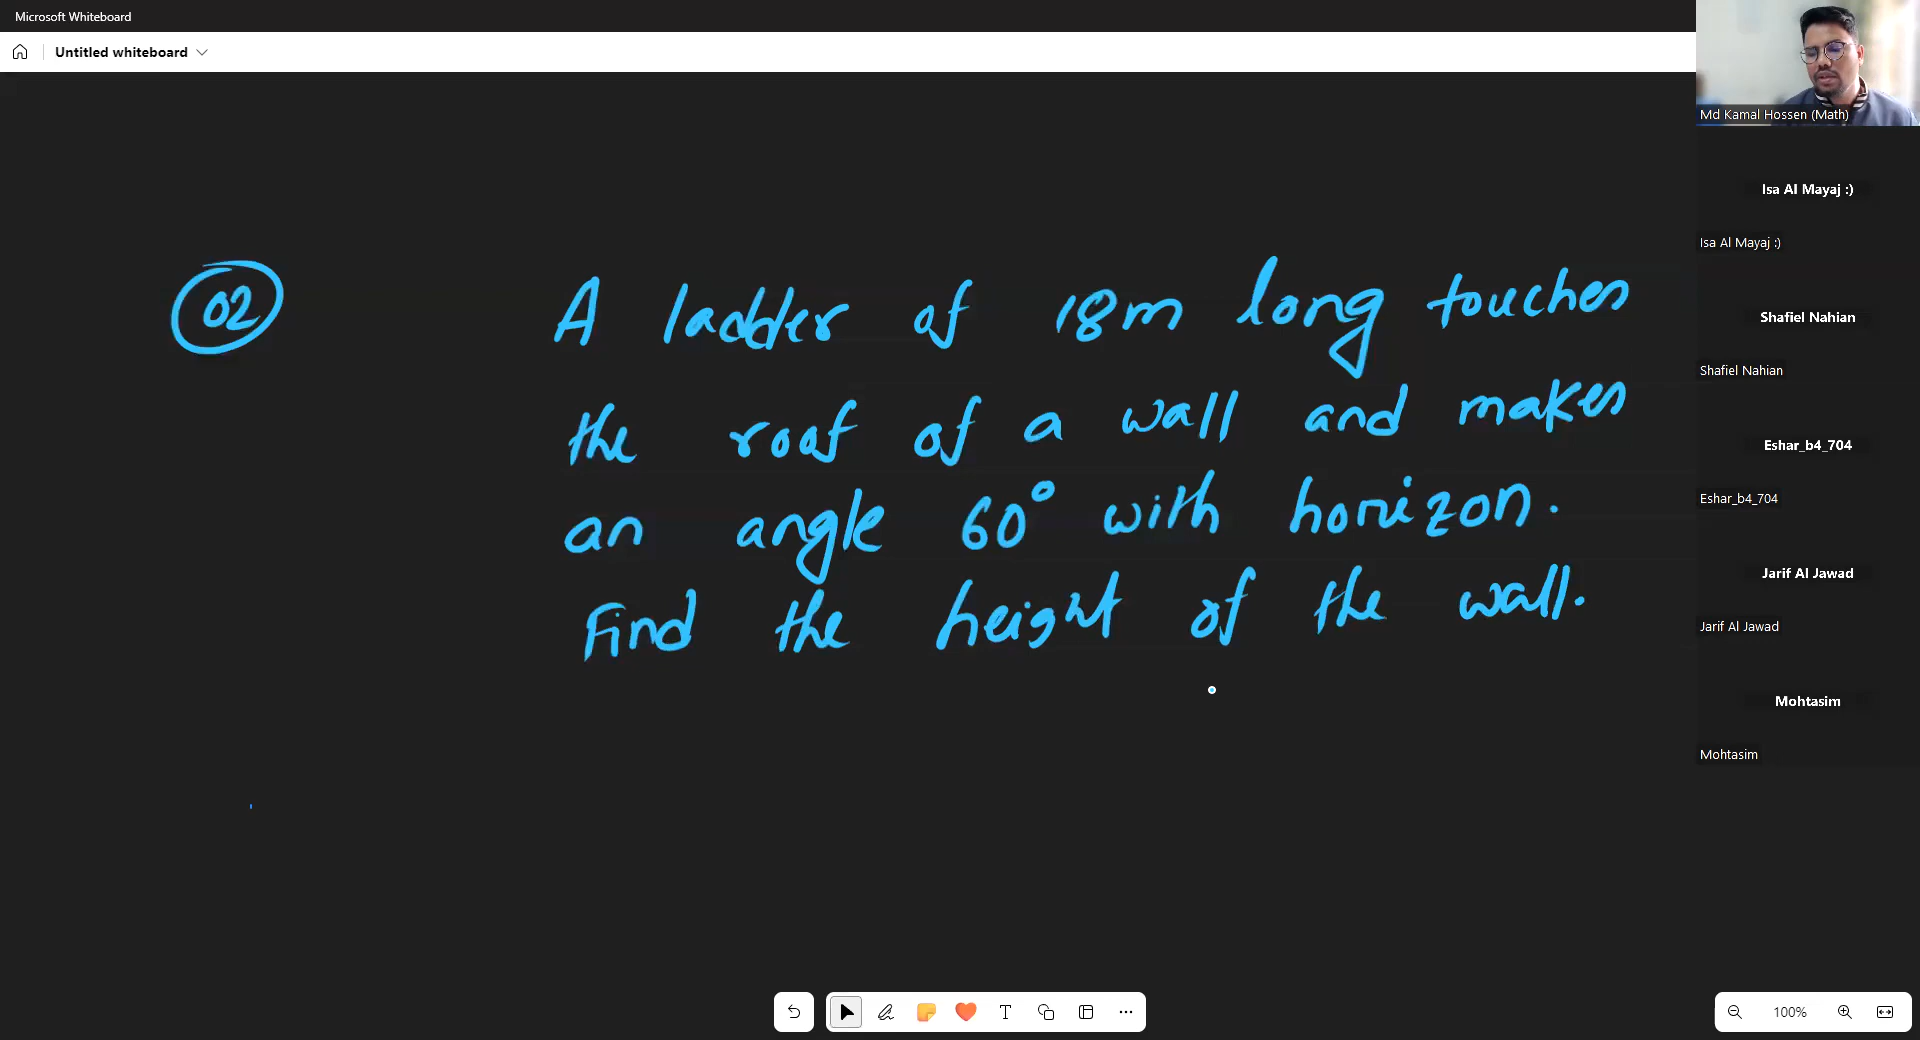 Microsoft Whiteboard
Untitled whiteboard
Md Kamal Hossen (Math)
02
A ladder of 18m long touches
the roof of a wall and makes
an angle 60° with horizon.
Find the height of the wall.
Isa Al Mayaj :)
Isa Al Mayaj :)
Shafiel Nahian
Shafiel Nahian
Eshar_b4_704
Eshar_b4_704
Jarif Al Jawad
Jarif Al Jawad
Mohtasim
Mohtasim
T
100%